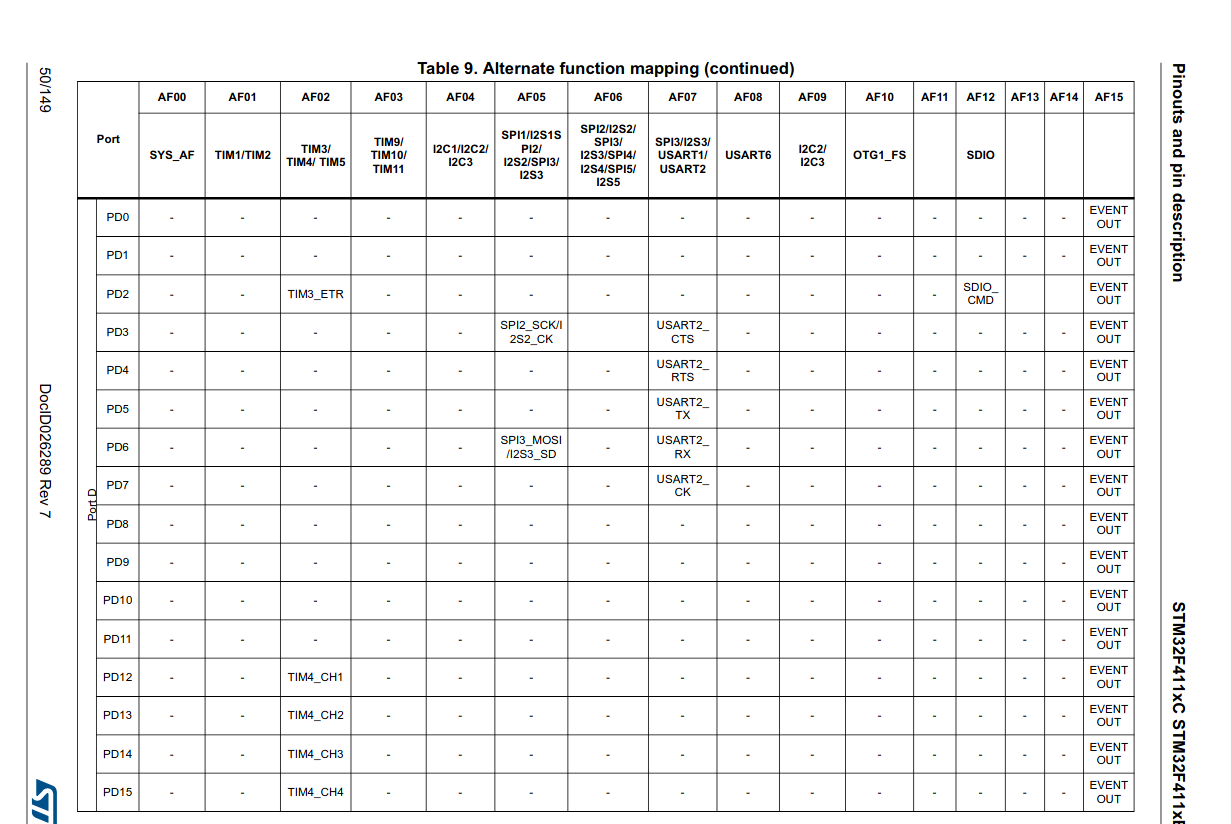 Table 9. Alternate function mapping (continued)
Port AF00 AF01 AF02 AF03 AF04 AF05 AF06 AF07 AF08 AF09 AF10 AF11 AF12 AF13 AF14 AF15
SYS_AF
TIM1/TIM2
TIM3/
TIM4/ TIM5
TIM9/
TIM10/
TIM11
I2C1/I2C2/
I2C3
SPI1/I2S1S
PI2/
I2S2/SPI3/
I2S3
SPI2/I2S2/
SPI3/
I2S3/SPI4/
I2S4/SPI5/
I2S5
SPI3/I2S3/
USART1/
USART2
USART6
I2C2/
I2C3
OTG1_FS
SDIO
Port D
PD0 - - - - - - - - - - - - - - - EVENT
OUT
PD1 - - - - - - - - - - - - - - - EVENT
OUT
PD2 - - TIM3_ETR - - - - - - - - - SDIO_
CMD
EVENT
OUT
PD3 - - - - - SPI2_SCK/I
2S2_CK
USART2_
CTS
- - - - - - - EVENT
OUT
PD4 - - - - - - - USART2_
RTS
- - - - - - - EVENT
OUT
PD5 - - - - - - - USART2_
TX
- - - - - - - EVENT
OUT
PD6 - - - - - SPI3_MOSI
/I2S3_SD
- USART2_
RX
- - - - - - - EVENT
OUT
PD7 - - - - - - - USART2_
CK
- - - - - - - EVENT
OUT
PD8 - - - - - - - - - - - - - - - EVENT
OUT
PD9 - - - - - - - - - - - - - - - EVENT
OUT
PD10 - - - - - - - - - - - - - - - EVENT
OUT
PD11 - - - - - - - - - - - - - - - EVENT
OUT
PD12 - - TIM4_CH1 - - - - - - - - - - - - EVENT
OUT
PD13 - - TIM4_CH2 - - - - - - - - - - - - EVENT
OUT
PD14 - - TIM4_CH3 - - - - - - - - - - - - EVENT
OUT
PD15 - - TIM4_CH4 - - - - - - - - - - - - EVENT
OUT
50/149
DocID026289 Rev 7
ST
Pinouts and pin description
STM32F411xC